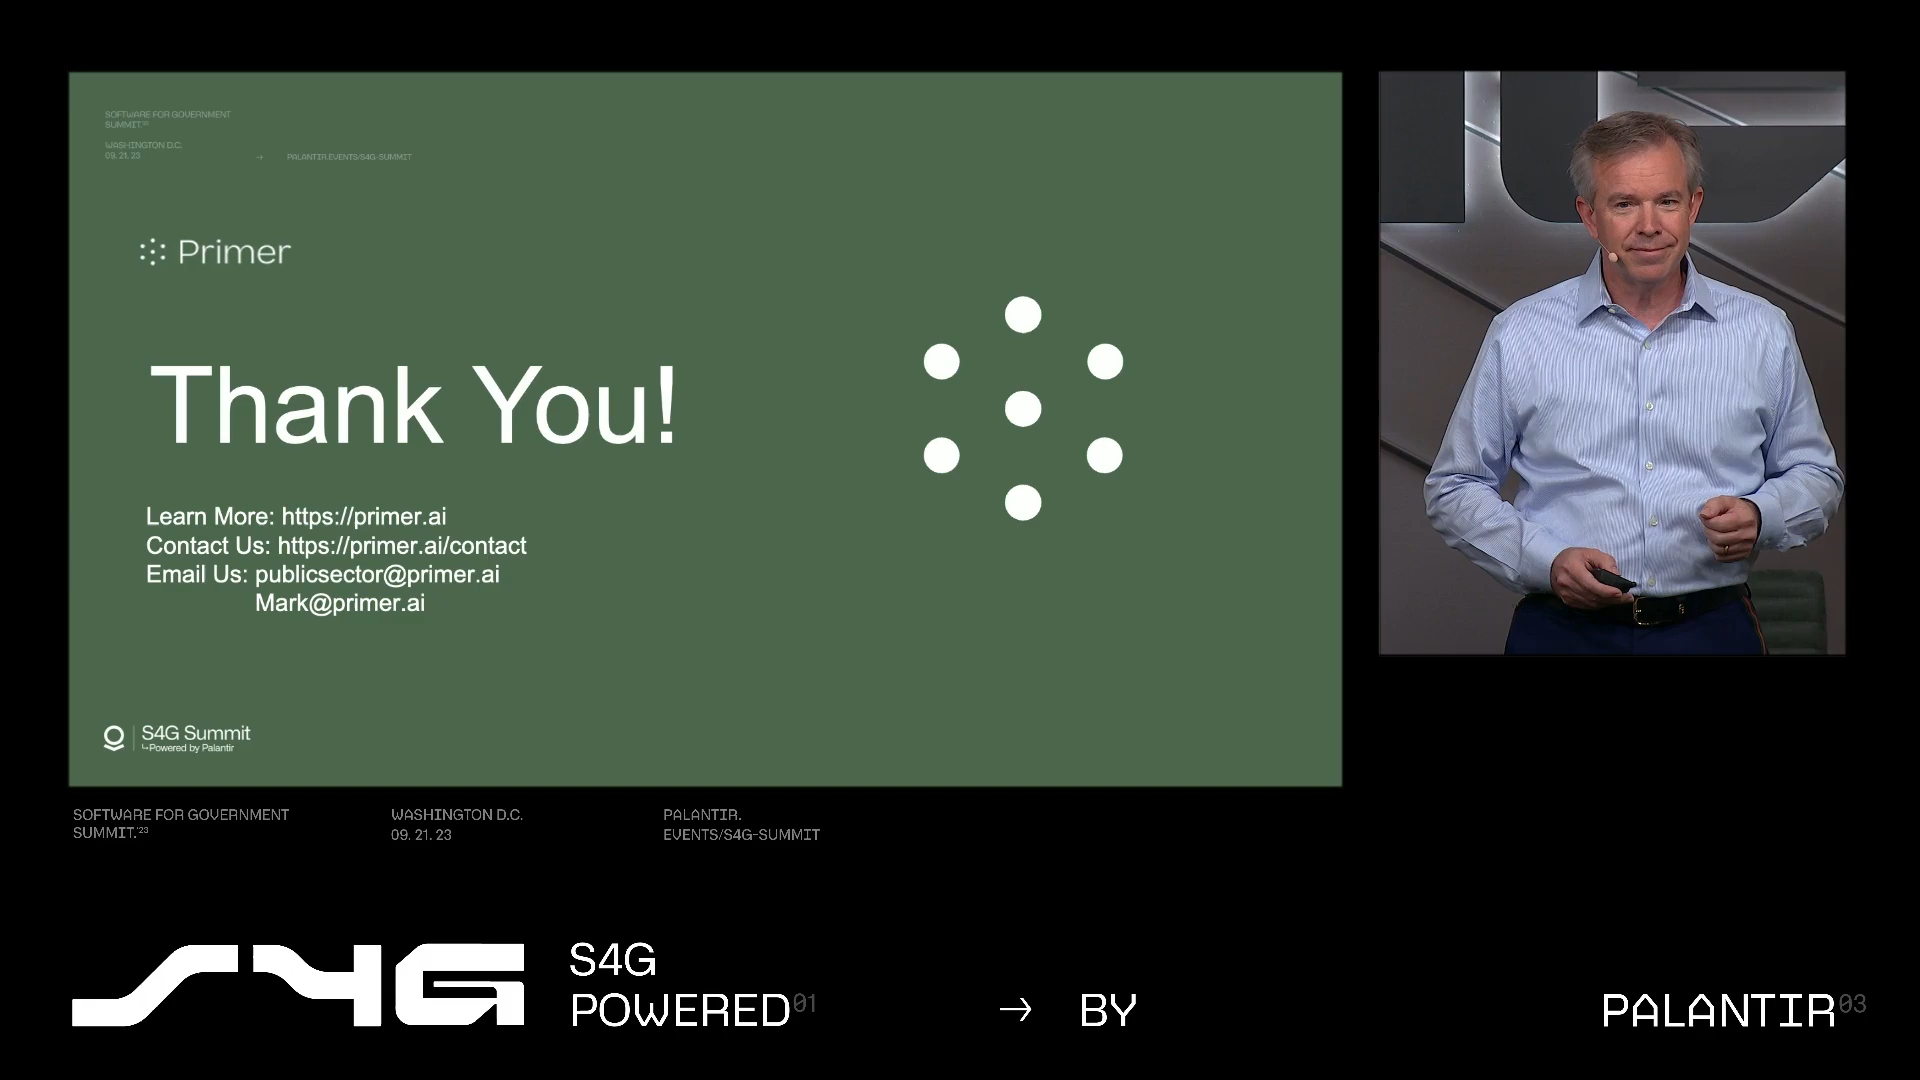 SOFTWARE FOR GOVERNMENT
SUMMIT.'23
WASHINGTON D.C.
09. 21. 23
→ PALANTIR.EVENTS/S4G-SUMMIT
Primer
Thank You!
Learn More: https://primer.ai
Contact Us: https://primer.ai/contact
Email Us: publicsector@primer.ai
Mark@primer.ai
S4G Summit
↳Powered by Palantir
SOFTWARE FOR GOVERNMENT
SUMMIT.'23
WASHINGTON D.C.
09. 21. 23
PALANTIR.
EVENTS/S4G-SUMMIT
S4G
S4G
POWERED01 → BY PALANTIR03